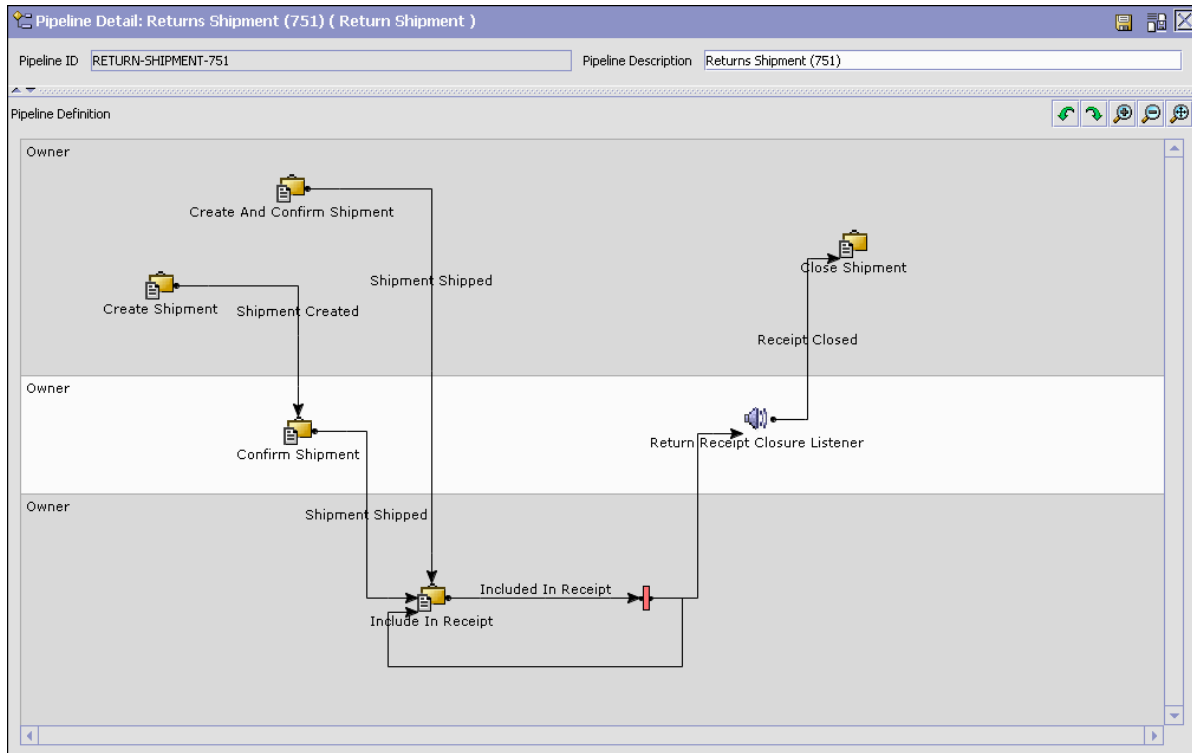 Pipeline Detail: Returns Shipment (751) ( Return Shipment )
Pipeline ID RETURN-SHIPMENT-751 Pipeline Description Returns Shipment (751)
Pipeline Definition
Owner
Create And Confirm Shipment
Close Shipment
Shipment Shipped
Create Shipment
Shipment Created
Receipt Closed
Owner
Return Receipt Closure Listener
Confirm Shipment
Owner
Shipment Shipped
Included In Receipt
Include In Receipt